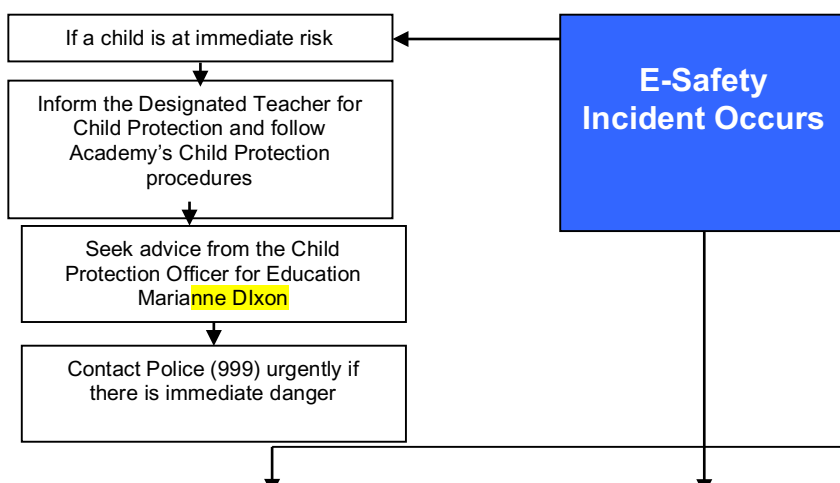 If a child is at immediate risk
Inform the Designated Teacher for
Child Protection and follow
Academy’s Child Protection
procedures
Seek advice from the Child
Protection Officer for Education
Marianne DIxon
Contact Police (999) urgently if
there is immediate danger
E-Safety
Incident Occurs